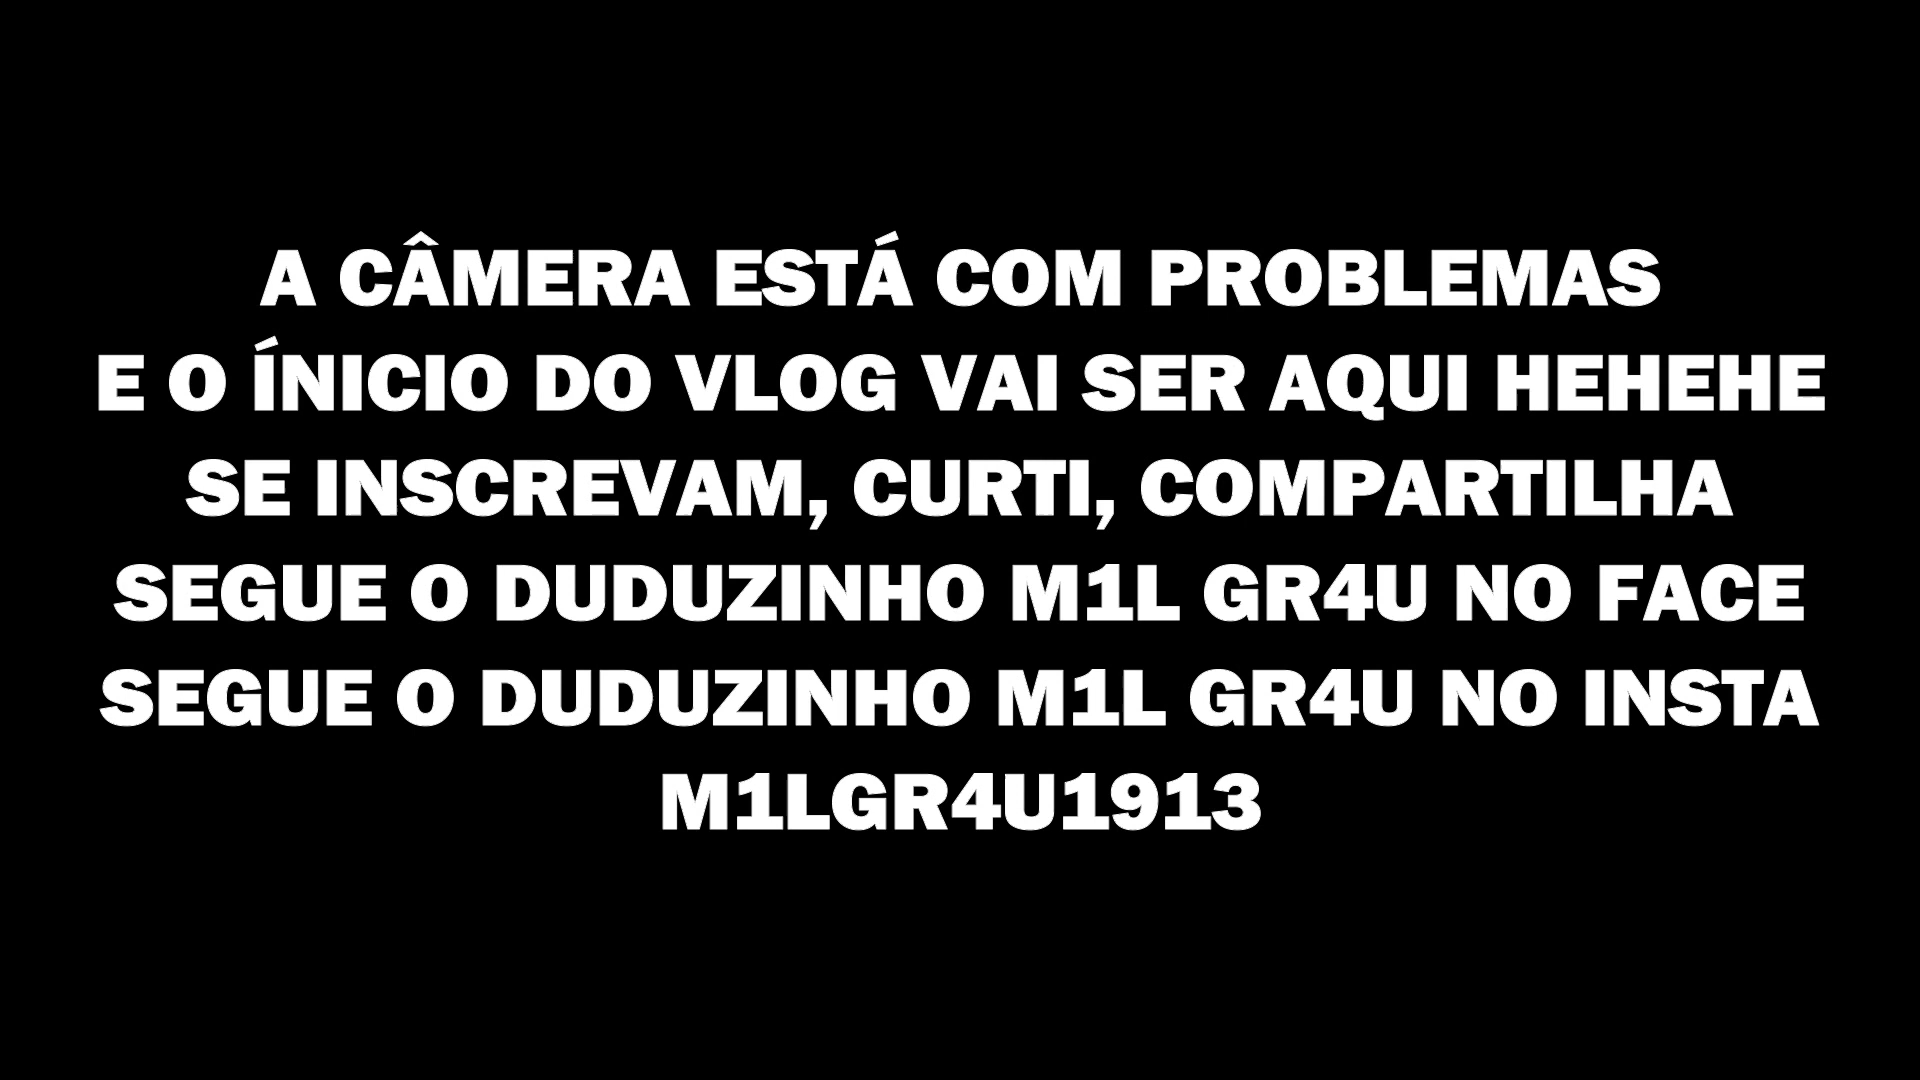 A CÂMERA ESTÁ COM PROBLEMAS
E O ÍNICIO DO VLOG VAI SER AQUI HEHEHE
SE INSCREVAM, CURTI, COMPARTILHA
SEGUE O DUDUZINHO M1L GR4U NO FACE
SEGUE O DUDUZINHO M1L GR4U NO INSTA
M1LGR4U1913